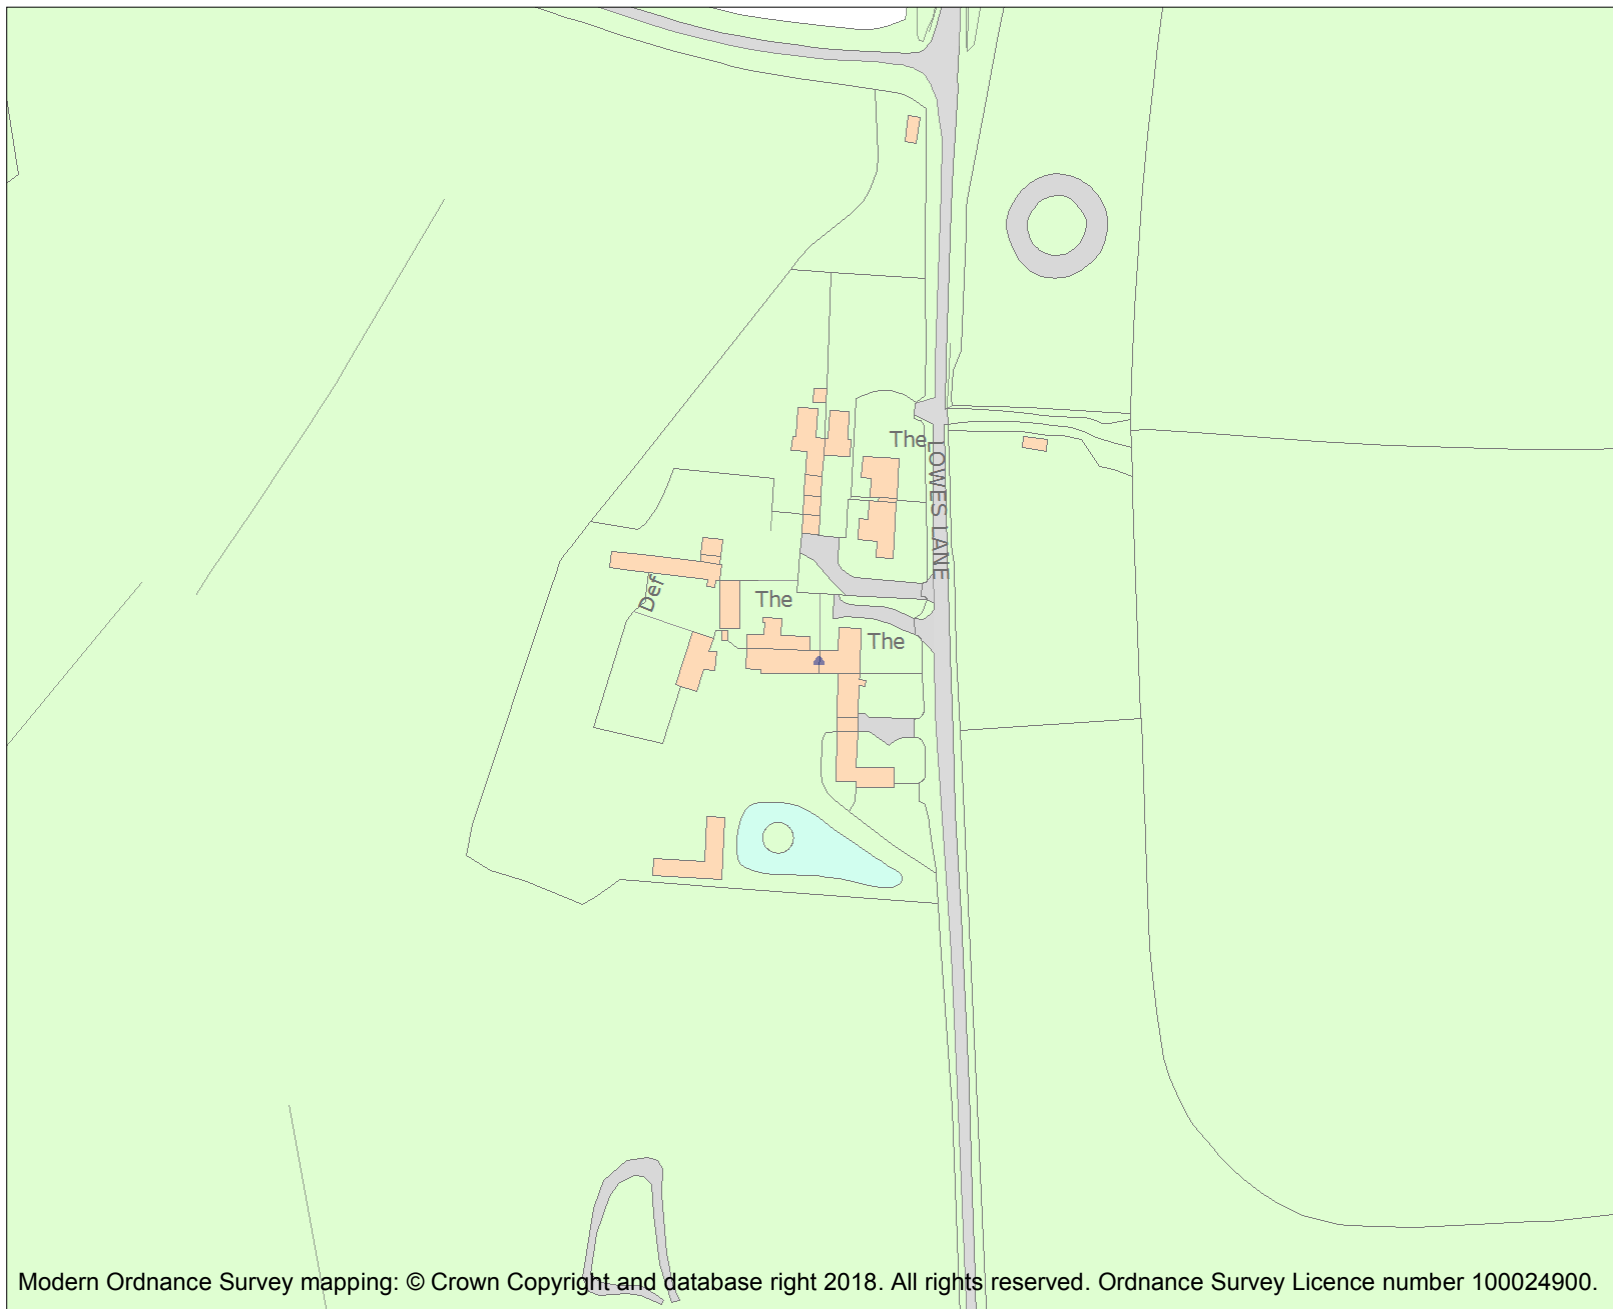 The
LOWES LANE
Def
The
The
Modern Ordnance Survey mapping: © Crown Copyright and database right 2018. All rights reserved. Ordnance Survey Licence number 100024900.